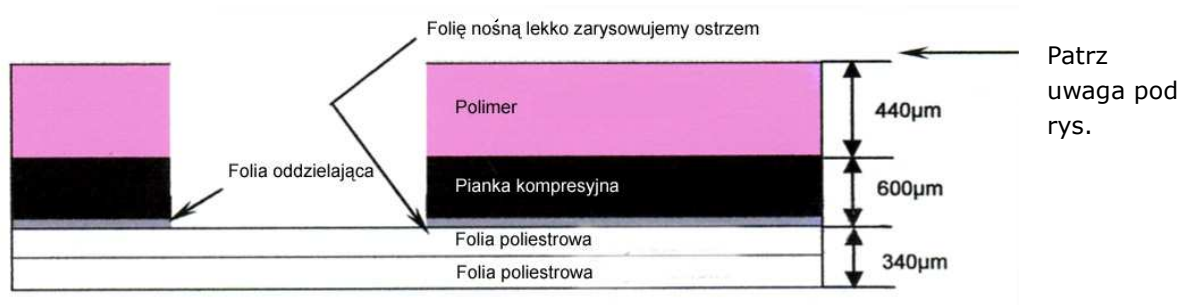 Folię nośną lekko zarysowujemy ostrzem
Patrz
uwaga pod
rys.
Polimer
440µm
Folia oddzielająca
Pianka kompresyjna
600µm
Folia poliestrowa
Folia poliestrowa
340µm